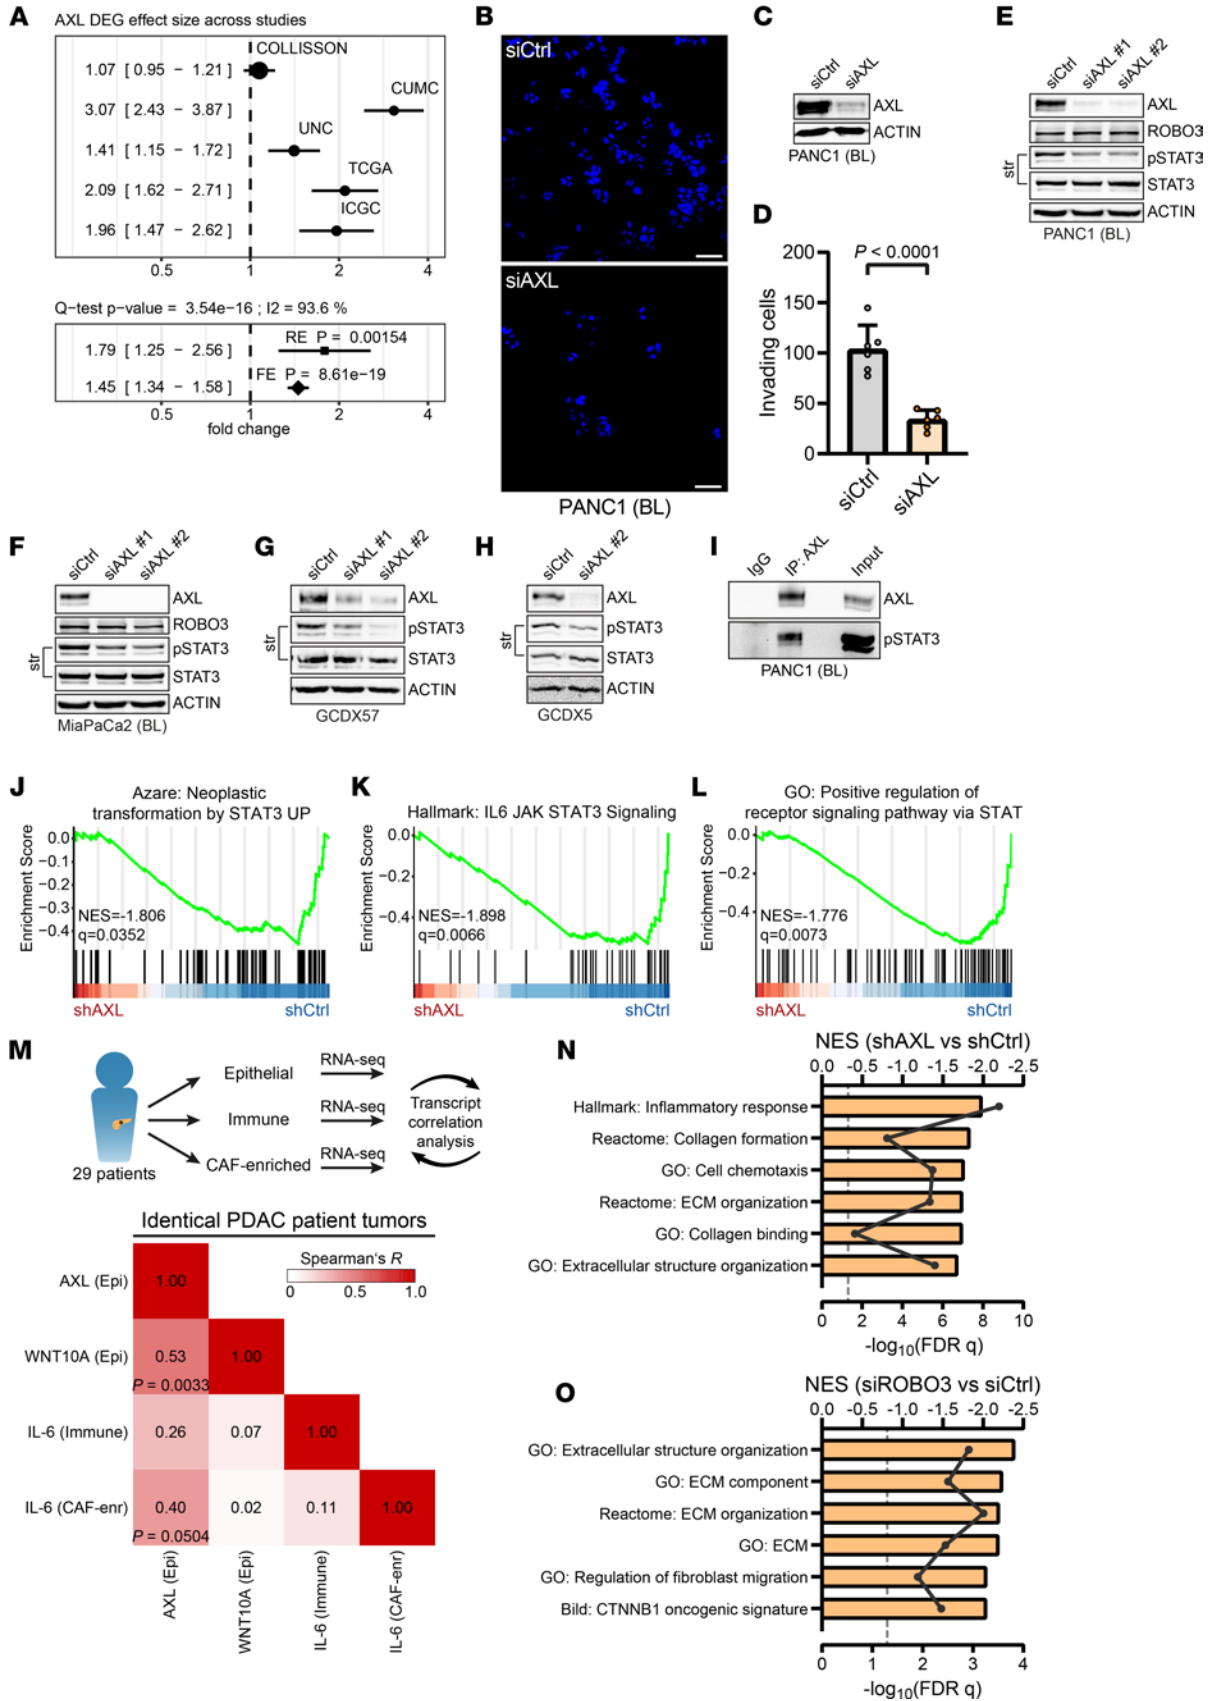 A
AXL DEG effect size across studies
COLLISSON
1.07 [ 0.95 − 1.21 ]
CUMC
3.07 [ 2.43 − 3.87 ]
UNC
1.41 [ 1.15 − 1.72 ]
TCGA
2.09 [ 1.62 − 2.71 ]
ICGC
1.96 [ 1.47 − 2.62 ]
0.5 1 2 4
Q−test p−value = 3.54e−16 ; I2 = 93.6 %
RE P = 0.00154
1.79 [ 1.25 − 2.56 ]
FE P = 8.61e−19
1.45 [ 1.34 − 1.58 ]
0.5 1 2 4
fold change
B
siCtrl
siAXL
PANC1 (BL)
C
siCtrl siAXL
AXL
ACTIN
PANC1 (BL)
D
P < 0.0001
Invading cells
200
150
100
50
0
siCtrl siAXL
E
siCtrl siAXL #1 siAXL #2
AXL
ROBO3
str
pSTAT3
STAT3
ACTIN
PANC1 (BL)
F
siCtrl siAXL #1 siAXL #2
AXL
ROBO3
str
pSTAT3
STAT3
ACTIN
MiaPaCa2 (BL)
G
siCtrl siAXL #1 siAXL #2
AXL
str
pSTAT3
STAT3
ACTIN
GCDX57
H
siCtrl siAXL #2
AXL
str
pSTAT3
STAT3
ACTIN
GCDX5
I
IgG IP: AXL Input
AXL
pSTAT3
PANC1 (BL)
J
Azare: Neoplastic
transformation by STAT3 UP
Enrichment Score
0.0
−0.1
−0.2
−0.3
−0.4
NES=-1.806
q=0.0352
shAXL shCtrl
K
Hallmark: IL6 JAK STAT3 Signaling
Enrichment Score
0.0
−0.2
−0.4
NES=-1.898
q=0.0066
shAXL shCtrl
L
GO: Positive regulation of
receptor signaling pathway via STAT
Enrichment Score
0.0
−0.2
−0.4
NES=-1.776
q=0.0073
shAXL shCtrl
M
29 patients
Epithelial
Immune
CAF-enriched
RNA-seq
RNA-seq
RNA-seq
Transcript
correlation
analysis
Identical PDAC patient tumors
Spearman's R
0 0.5 1.0
AXL (Epi) 1.00
WNT10A (Epi) 0.53 1.00
P = 0.0033
IL-6 (Immune) 0.26 0.07 1.00
IL-6 (CAF-enr) 0.40 0.02 0.11 1.00
P = 0.0504
AXL (Epi)
WNT10A (Epi)
IL-6 (Immune)
IL-6 (CAF-enr)
N
NES (shAXL vs shCtrl)
0.0 -0.5 -1.0 -1.5 -2.0 -2.5
Hallmark: Inflammatory response
Reactome: Collagen formation
GO: Cell chemotaxis
Reactome: ECM organization
GO: Collagen binding
GO: Extracellular structure organization
0 2 4 6 8 10
-log10(FDR q)
O
NES (siROBO3 vs siCtrl)
0.0 -0.5 -1.0 -1.5 -2.0 -2.5
GO: Extracellular structure organization
GO: ECM component
Reactome: ECM organization
GO: ECM
GO: Regulation of fibroblast migration
Bild: CTNNB1 oncogenic signature
0 1 2 3 4
-log10(FDR q)